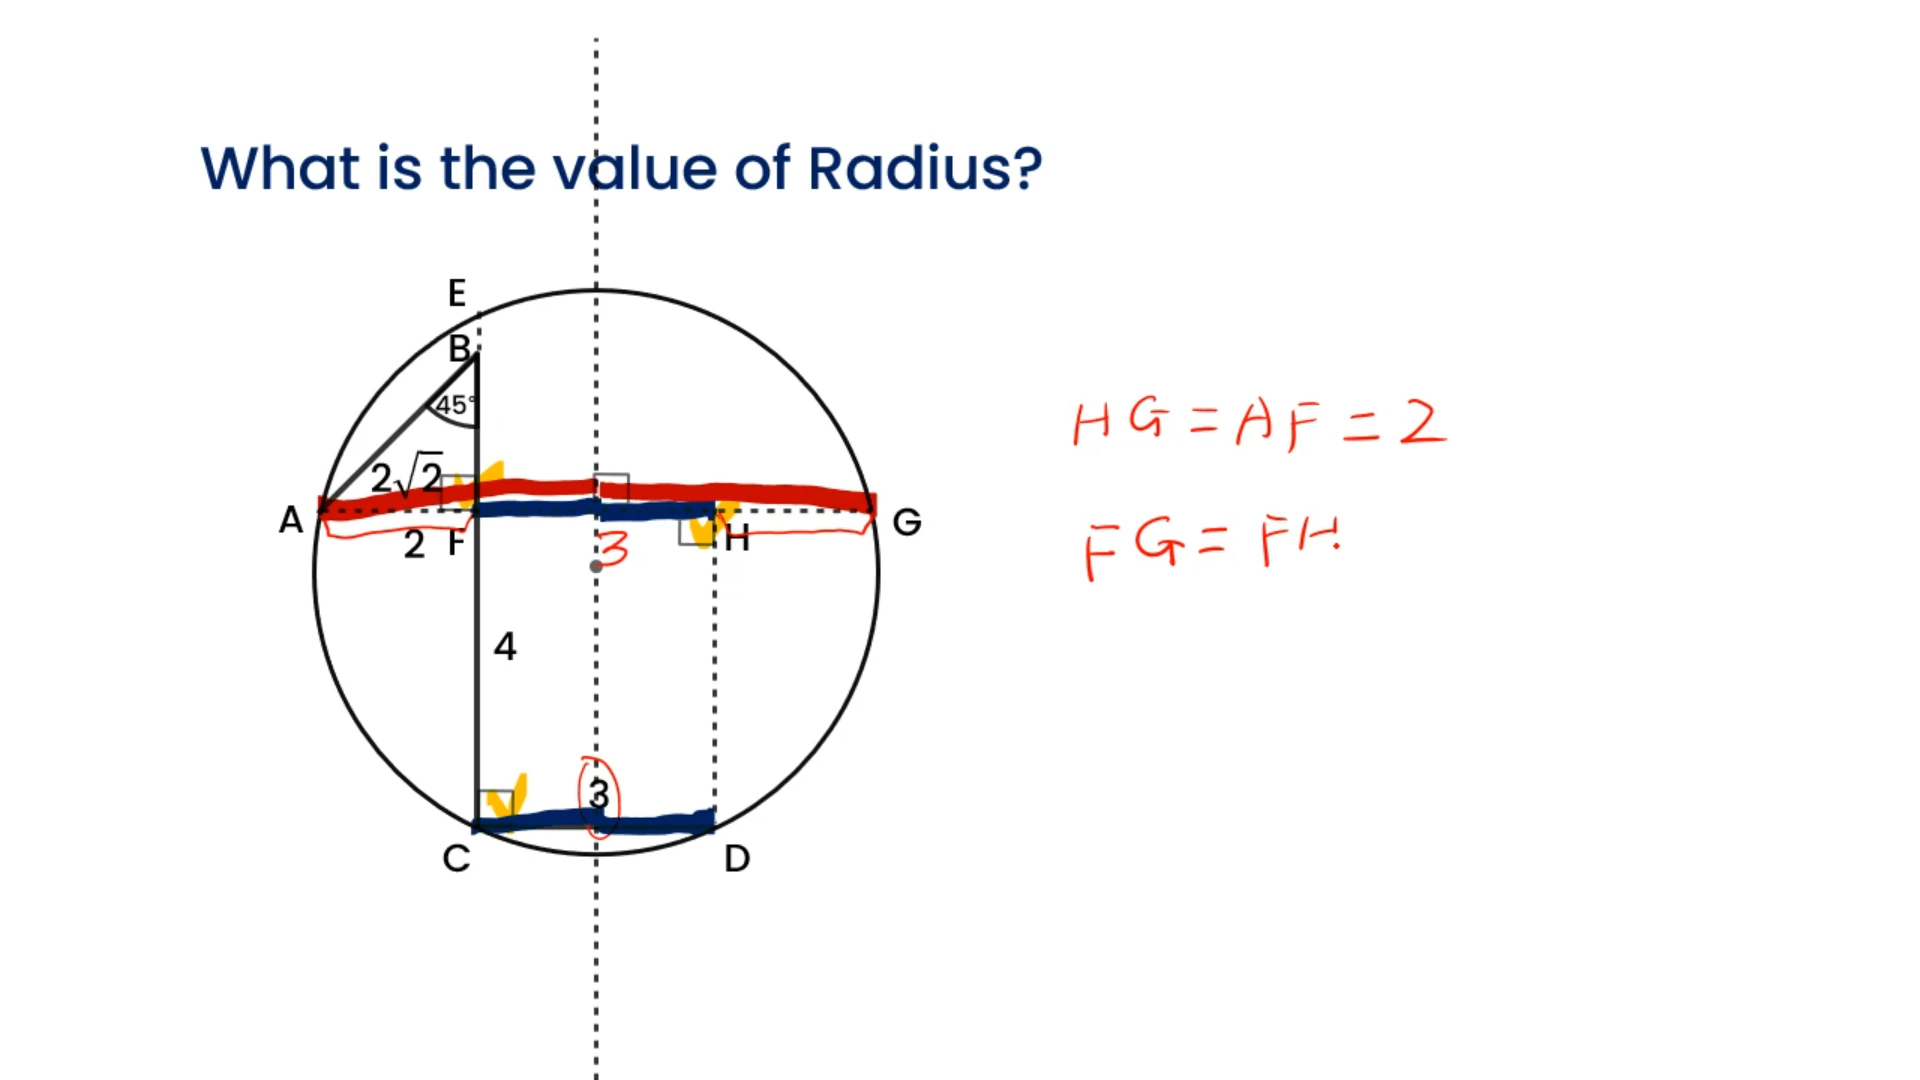 What is the value of Radius?
E
B
45°
HG=AF=2
2√2
A
G
2
F
3
H
FG=FH
4
3
C
D